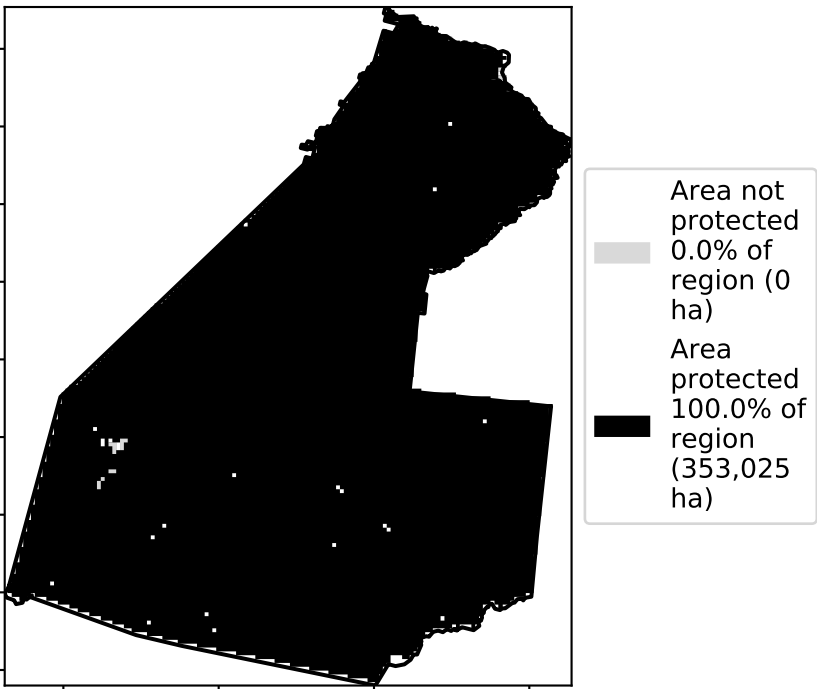 Area not
protected
0.0% of
region (0
ha)
Area
protected
100.0% of
region
(353,025
ha)